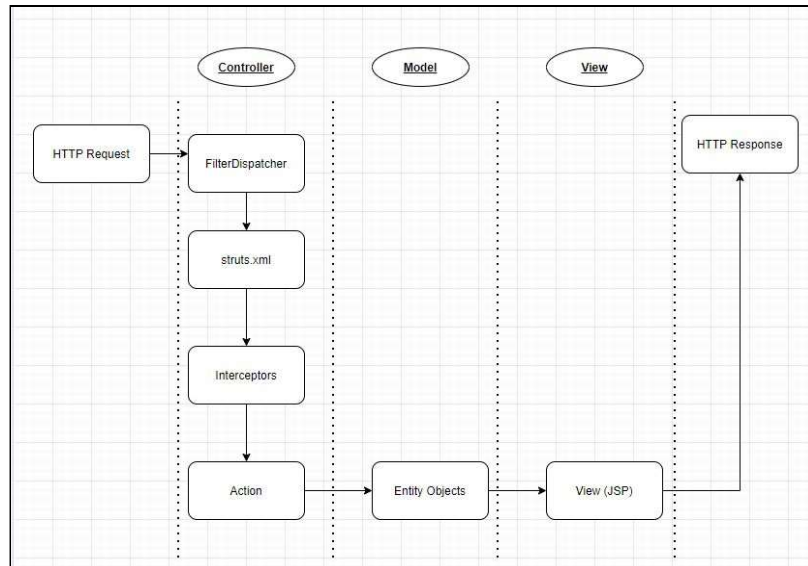 Controller
Model
View
HTTP Request
FilterDispatcher
HTTP Response
struts.xml
Interceptors
Action
Entity Objects
View (JSP)